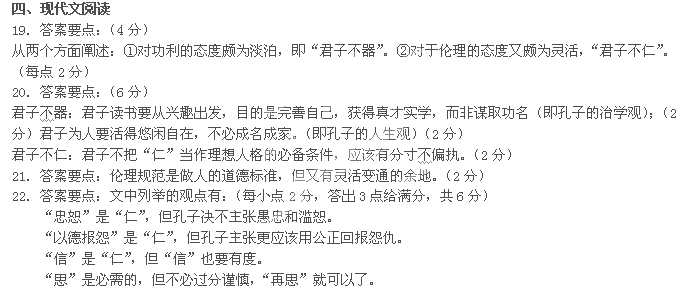 四、现代文阅读
19. 答案要点：(4分)
从两个方面阐述：①对功利的态度颇为淡泊，即“君子不器”。②对于伦理的态度又颇为灵活，“君子不仁”。
（每点2分）
20. 答案要点：(6分)
君子不器：君子读书要从兴趣出发，目的是完善自己，获得真才实学，而非谋取功名（即孔子的治学观）；（2
分）君子为人要活得悠闲自在，不必成名成家。（即孔子的人生观）（2分）
君子不仁：君子不把“仁”当作理想人格的必备条件，应该有分寸不偏执。（2分）
21. 答案要点：伦理规范是做人的道德标准，但又有灵活变通的余地。（2分）
22. 答案要点：文中列举的观点有：（每小点2分，答出3点给满分，共6分）
“忠恕”是“仁”，但孔子决不主张愚忠和滥恕。
“以德报怨”是“仁”，但孔子主张更应该用公正回报怨仇。
“信”是“仁”，但“信”也要有度。
“思”是必需的，但不必过分谨慎，“再思”就可以了。